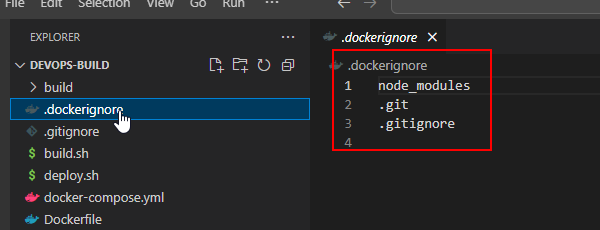 File Edit Selection View Go Run ···
EXPLORER ···
DEVOPS-BUILD
build
.dockerignore
.gitignore
build.sh
deploy.sh
docker-compose.yml
Dockerfile
.dockerignore
.dockerignore
1 node_modules
2 .git
3 .gitignore
4